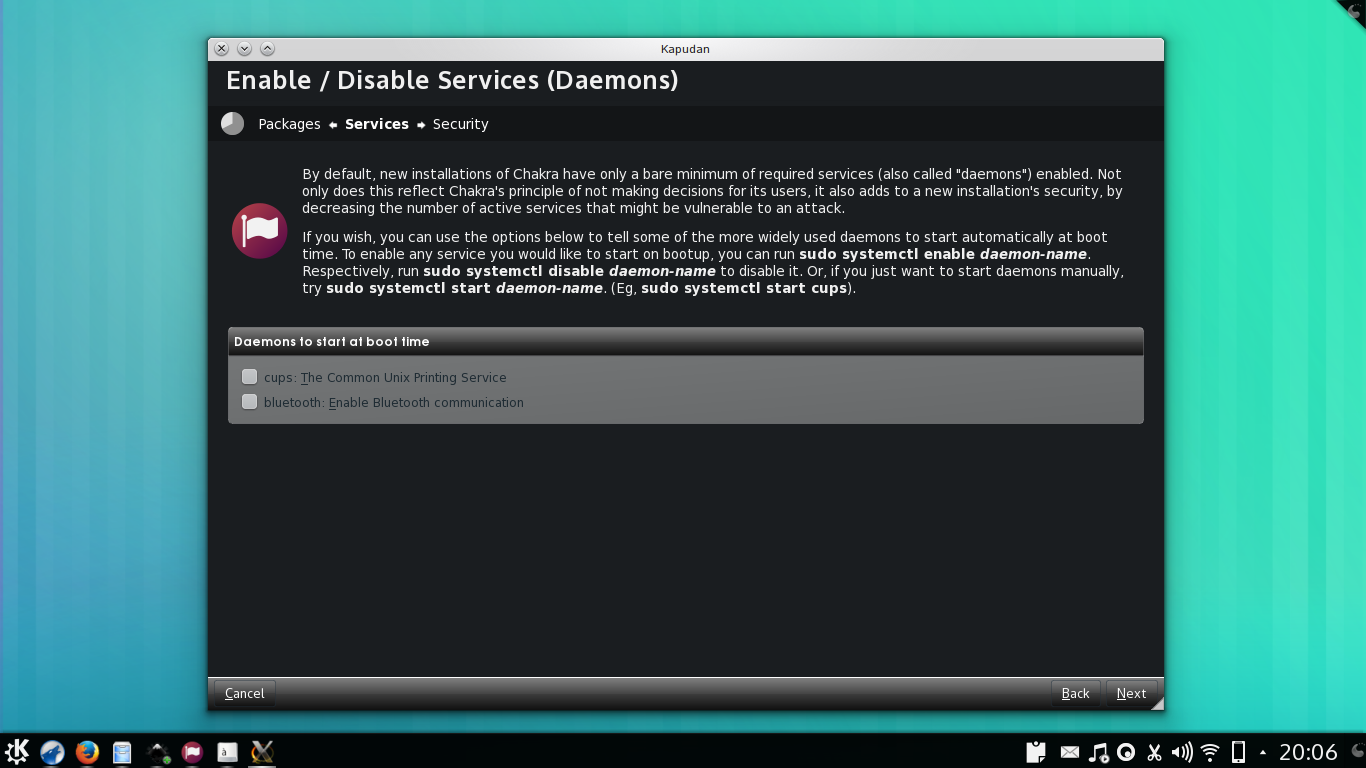 Kapudan
Enable / Disable Services (Daemons)
Packages Services Security
By default, new installations of Chakra have only a bare minimum of required services (also called "daemons") enabled. Not
only does this reflect Chakra's principle of not making decisions for its users, it also adds to a new installation's security, by
decreasing the number of active services that might be vulnerable to an attack.
If you wish, you can use the options below to tell some of the more widely used daemons to start automatically at boot
time. To enable any service you would like to start on bootup, you can run sudo systemctl enable daemon-name.
Respectively, run sudo systemctl disable daemon-name to disable it. Or, if you just want to start daemons manually,
try sudo systemctl start daemon-name. (Eg, sudo systemctl start cups).
Daemons to start at boot time
cups: The Common Unix Printing Service
bluetooth: Enable Bluetooth communication
Cancel Back Next
à 20:06